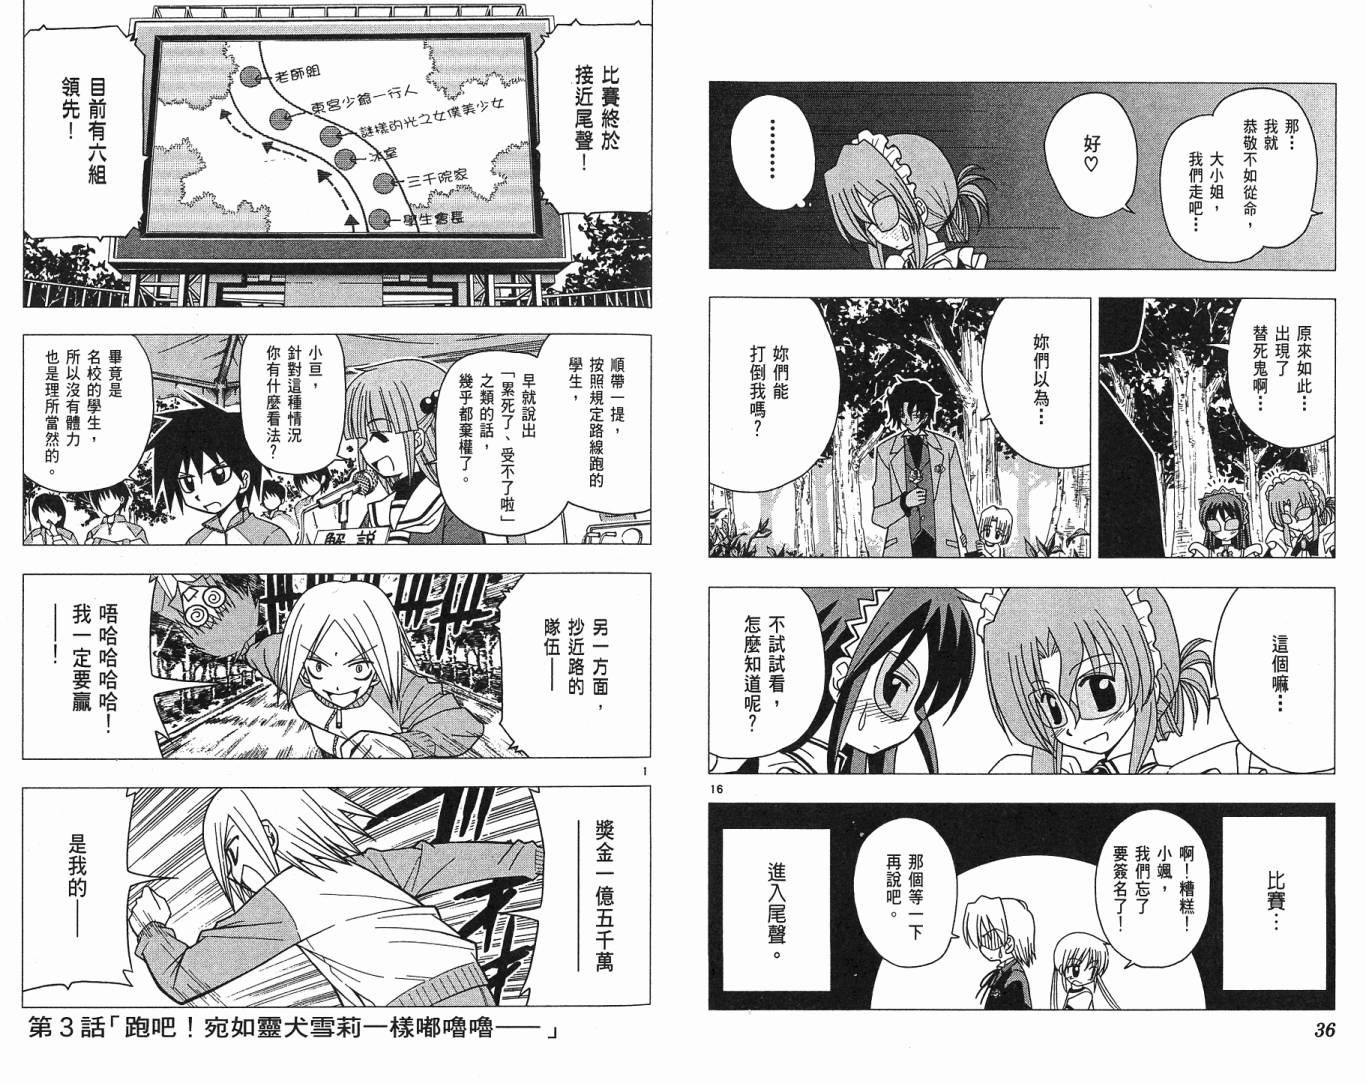 那…
我就
恭敬不如從命，
大小姐，
我們走吧…
好♡
………
原來如此…
出現了
替死鬼啊…
妳們以為…
妳們能
打倒我嗎？
這個嘛…
不試試看，
怎麼知道呢？
16
比賽…
啊！糟糕！
小颯，
我們忘了
要簽名了！
那個等一下
再說吧。
進入尾聲。
36
比賽終於
接近尾聲！
老師組
東宮少爺一行人
謎樣的光之女僕美少女
冰室
三千院家
學生會長
目前有六組
領先！
順帶一提，
按照規定路線跑的
學生，
早就說出
「累死了、受不了啦」
之類的話，
幾乎都棄權了。
小亘，
針對這種情況
你有什麼看法？
解說
畢竟是
名校的學生，
所以沒有體力
也是理所當然的。
另一方面，
抄近路的
隊伍——
唔哈哈哈哈！
我一定要贏
——！
1
獎金一億五千萬
————
是我的——
第3話「跑吧！宛如靈犬雪莉一樣嘟嚕嚕——」